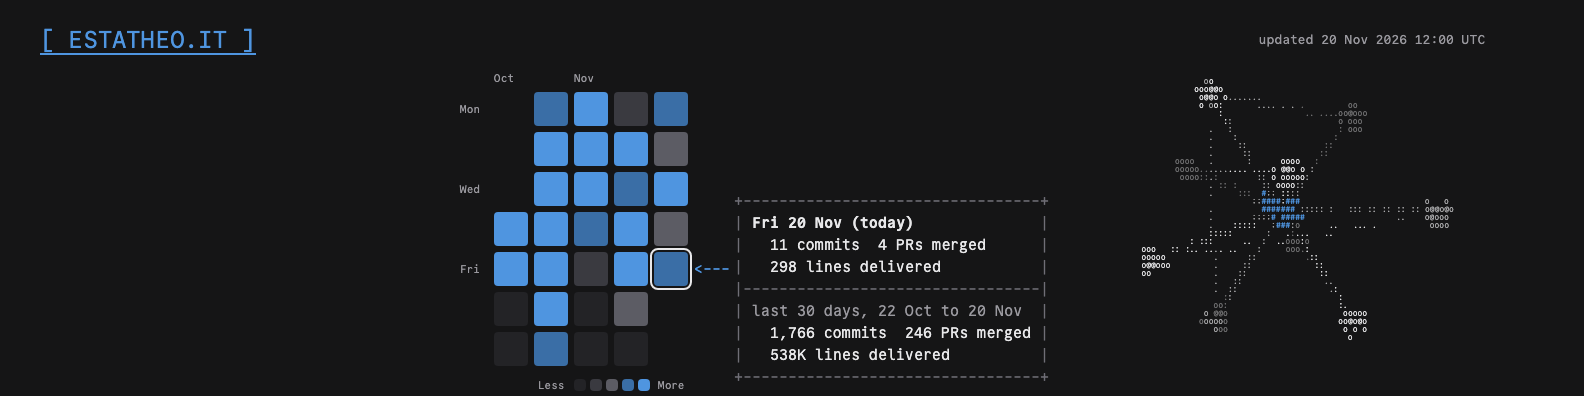 [ ESTATHEO.IT ]
updated 20 Nov 2026 12:00 UTC
Oct Nov
Mon
Wed
Fri
Less More
Fri 20 Nov (today)
11 commits 4 PRs merged
298 lines delivered
last 30 days, 22 Oct to 20 Nov
1,766 commits 246 PRs merged
538K lines delivered